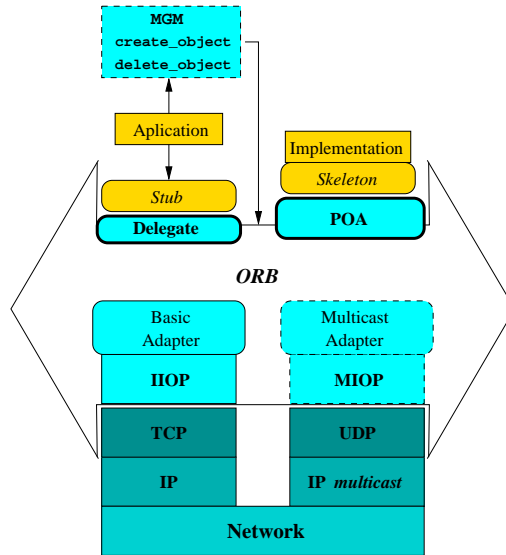 MGM
create_object
delete_object
Aplication
Implementation
Stub
Skeleton
Delegate
POA
ORB
Basic
Adapter
Multicast
Adapter
IIOP
MIOP
TCP
UDP
IP
IP multicast
Network